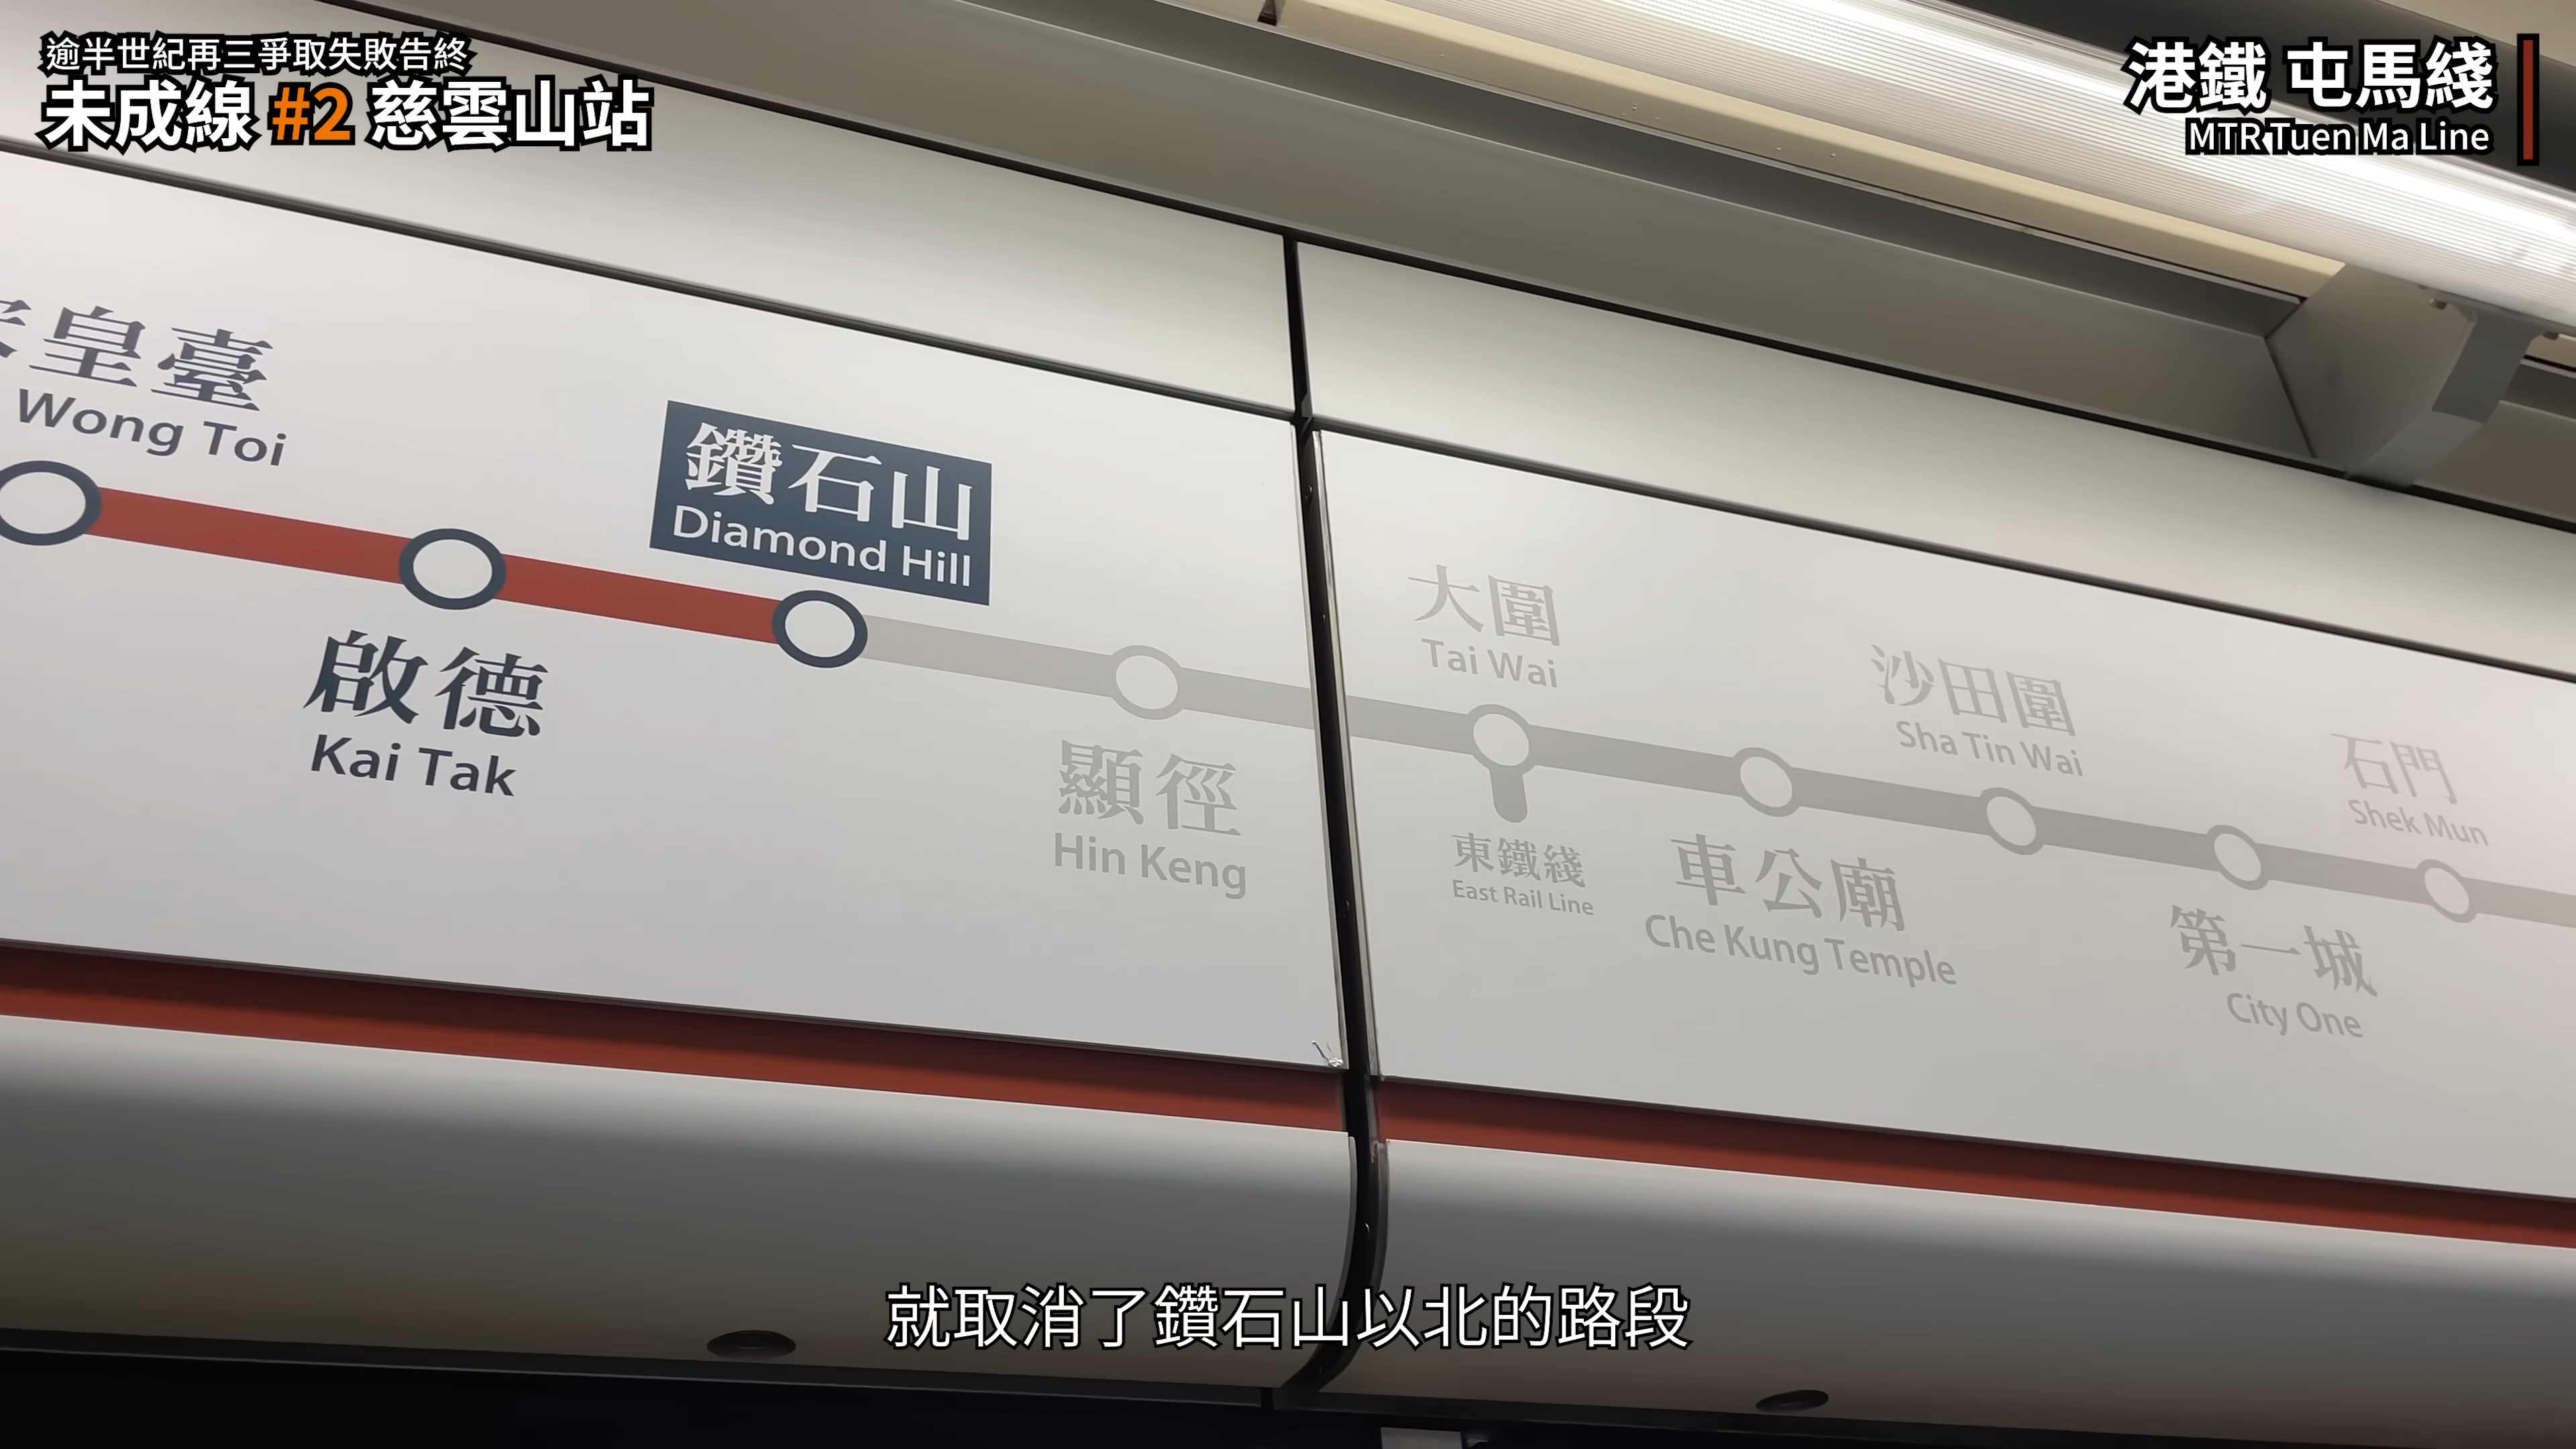 逾半世紀再三爭取失敗告終
未成線 #2 慈雲山站
港鐵 屯馬綫
MTR Tuen Ma Line
皇臺
Wong Toi
鑽石山
Diamond Hill
啟德
Kai Tak
顯徑
Hin Keng
大圍
Tai Wai
東鐵綫
East Rail Line
車公廟
Che Kung Temple
沙田圍
Sha Tin Wai
第一城
City One
石門
Shek Mun
就取消了鑽石山以北的路段